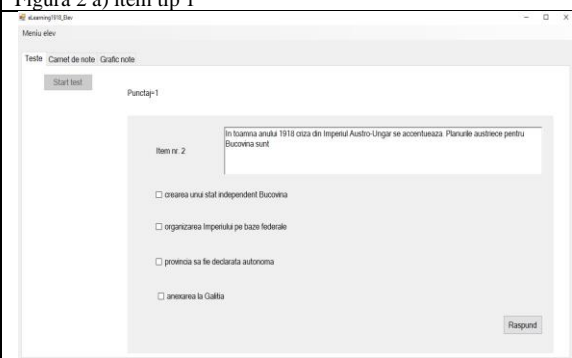 Figura 2 a) item tip 1
eLearning1918_Elev
Meniu elev
Teste Carnet de note Grafic note
Start test
Punctaj=1
Item nr. 2
In toamna anului 1918 criza din Imperiul Austro-Ungar se accentueaza. Planurile austriece pentru
Bucovina sunt
crearea unui stat independent Bucovina
organizarea Imperiului pe baze federale
provincia sa fie declarata autonoma
anexarea la Galitia
Raspund